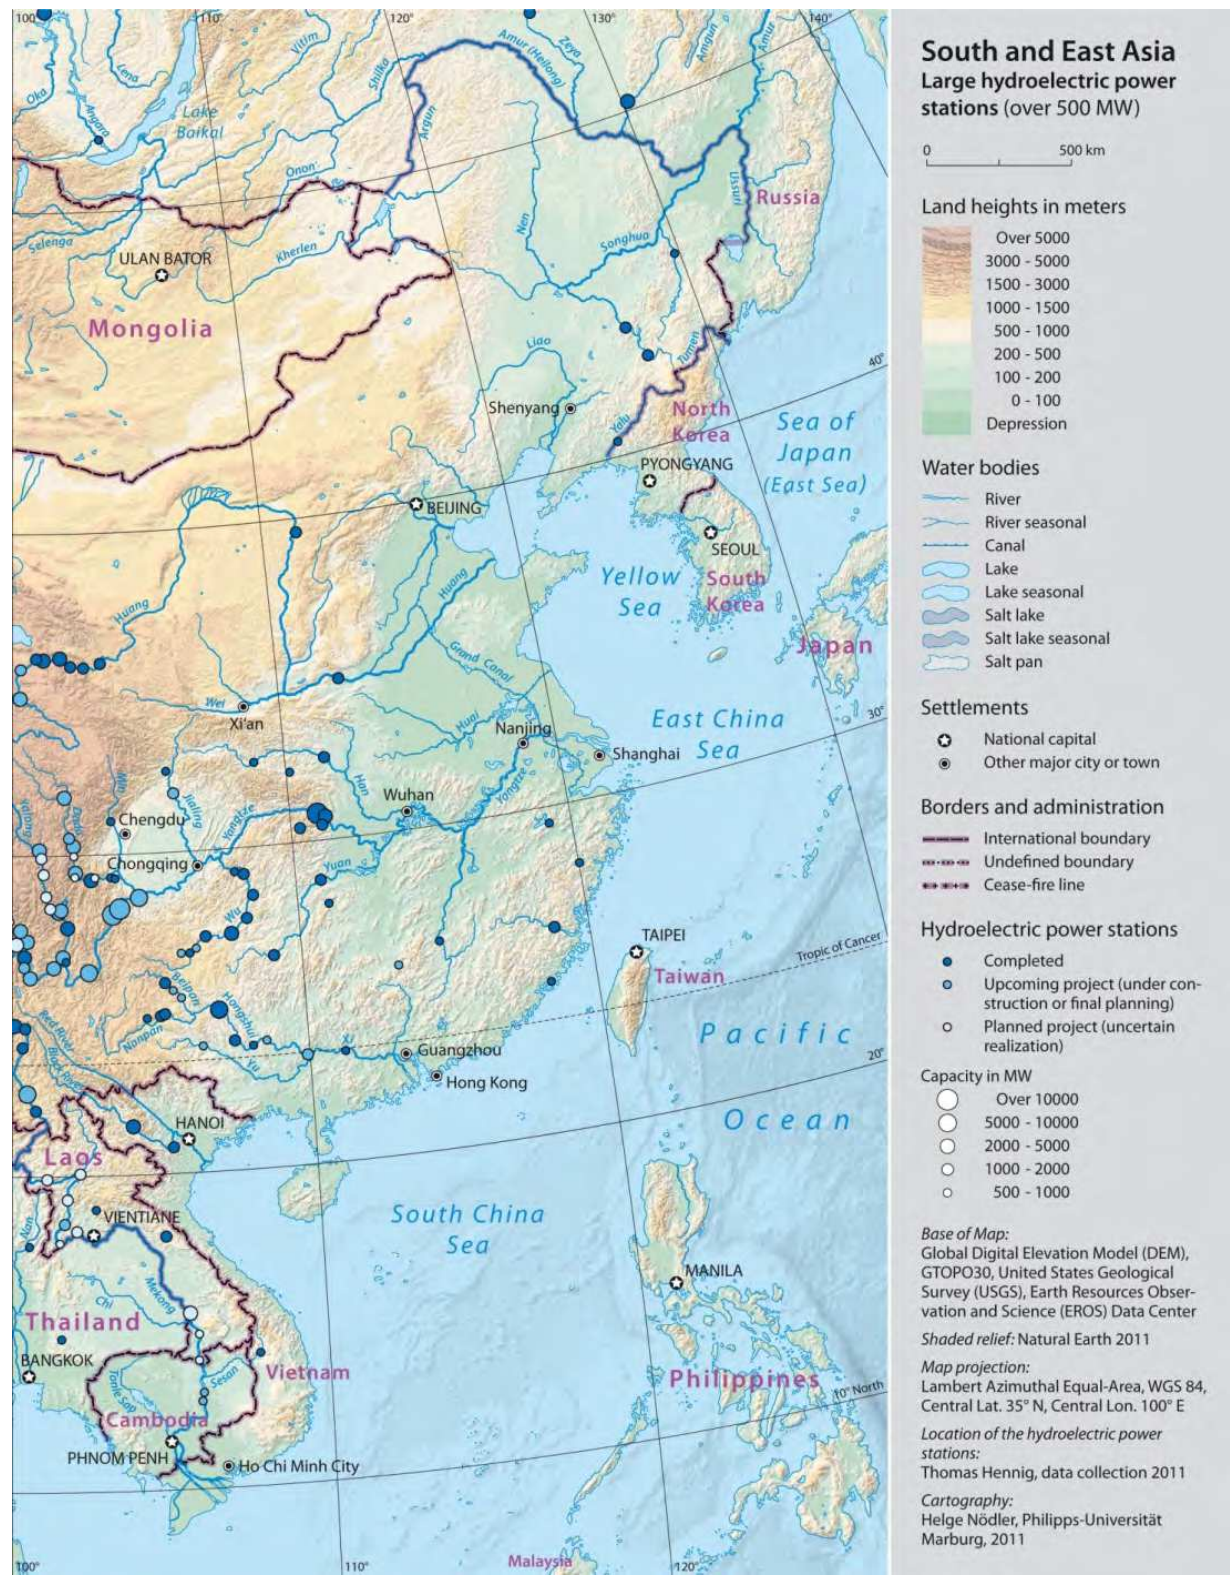 100°
110°
120°
130°
140°
Oka
Lena
Angara
Vitim
Lake
Baikal
Shilka
Argun
Amur (Heilong)
Zeya
Amgun
Amur
Onon
Selenga
Kherlen
ULAN BATOR
Mongolia
Nen
Songhua
Ussuri
Russia
Liao
Tumen
Shenyang
Yalu
North
Korea
PYONGYANG
Sea of
Japan
(East Sea)
40°
BEIJING
SEOUL
South
Korea
Yellow
Sea
Japan
Huang
Huang
Grand Canal
Wei
Xi'an
Huai
Nanjing
Shanghai
East China
Sea
30°
Han
Wuhan
Yangtze
Yangtze
Min
Jialing
Yalong
Dadu
Chengdu
Chongqing
Yuan
Wu
TAIPEI
Taiwan
Tropic of Cancer
Beipan
Nanpan
Hongshui
Xi
Yu
Guangzhou
Hong Kong
Red River
Black River
Pacific
Ocean
20°
HANOI
Laos
Nan
VIENTIANE
South China
Sea
MANILA
Mekong
Chi
Thailand
BANGKOK
Vietnam
Sesan
Tonle Sap
Cambodia
PHNOM PENH
Ho Chi Minh City
Philippines
10° North
Malaysia
100°
110°
120°
South and East Asia
Large hydroelectric power
stations (over 500 MW)
0 500 km
Land heights in meters
Over 5000
3000 - 5000
1500 - 3000
1000 - 1500
500 - 1000
200 - 500
100 - 200
0 - 100
Depression
Water bodies
River
River seasonal
Canal
Lake
Lake seasonal
Salt lake
Salt lake seasonal
Salt pan
Settlements
National capital
Other major city or town
Borders and administration
International boundary
Undefined boundary
Cease-fire line
Hydroelectric power stations
Completed
Upcoming project (under con-
struction or final planning)
Planned project (uncertain
realization)
Capacity in MW
Over 10000
5000 - 10000
2000 - 5000
1000 - 2000
500 - 1000
Base of Map:
Global Digital Elevation Model (DEM),
GTOPO30, United States Geological
Survey (USGS), Earth Resources Obser-
vation and Science (EROS) Data Center
Shaded relief: Natural Earth 2011
Map projection:
Lambert Azimuthal Equal-Area, WGS 84,
Central Lat. 35° N, Central Lon. 100° E
Location of the hydroelectric power
stations:
Thomas Hennig, data collection 2011
Cartography:
Helge Nödler, Philipps-Universität
Marburg, 2011